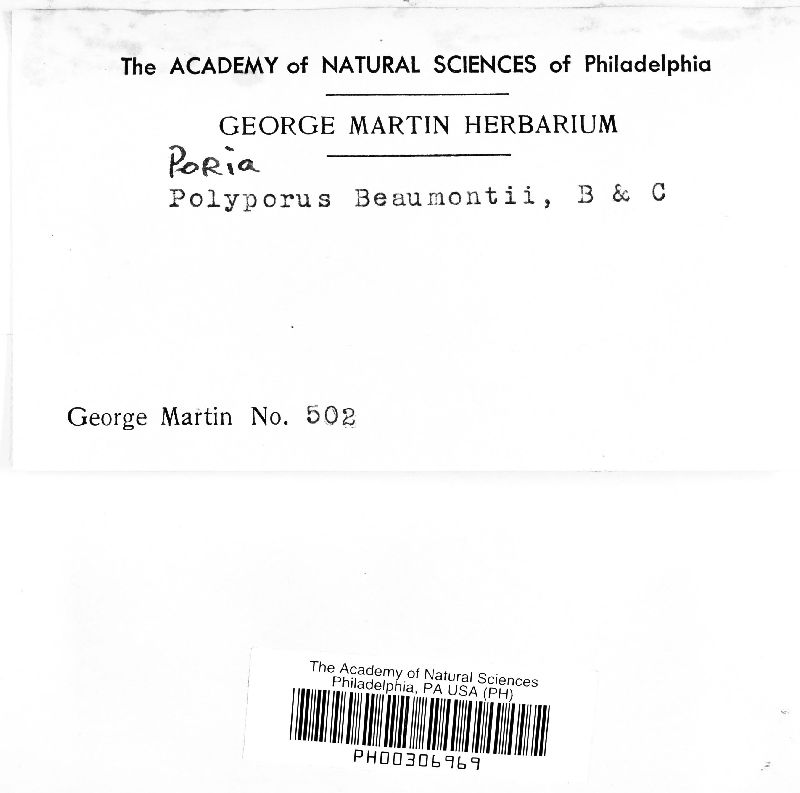 The ACADEMY of NATURAL SCIENCES of Philadelphia
GEORGE MARTIN HERBARIUM
Poria
Polyporus Beaumontii, B & C
George Martin No. 502
The Academy of Natural Sciences
Philadelphia, PA USA (PH)
PH00306969